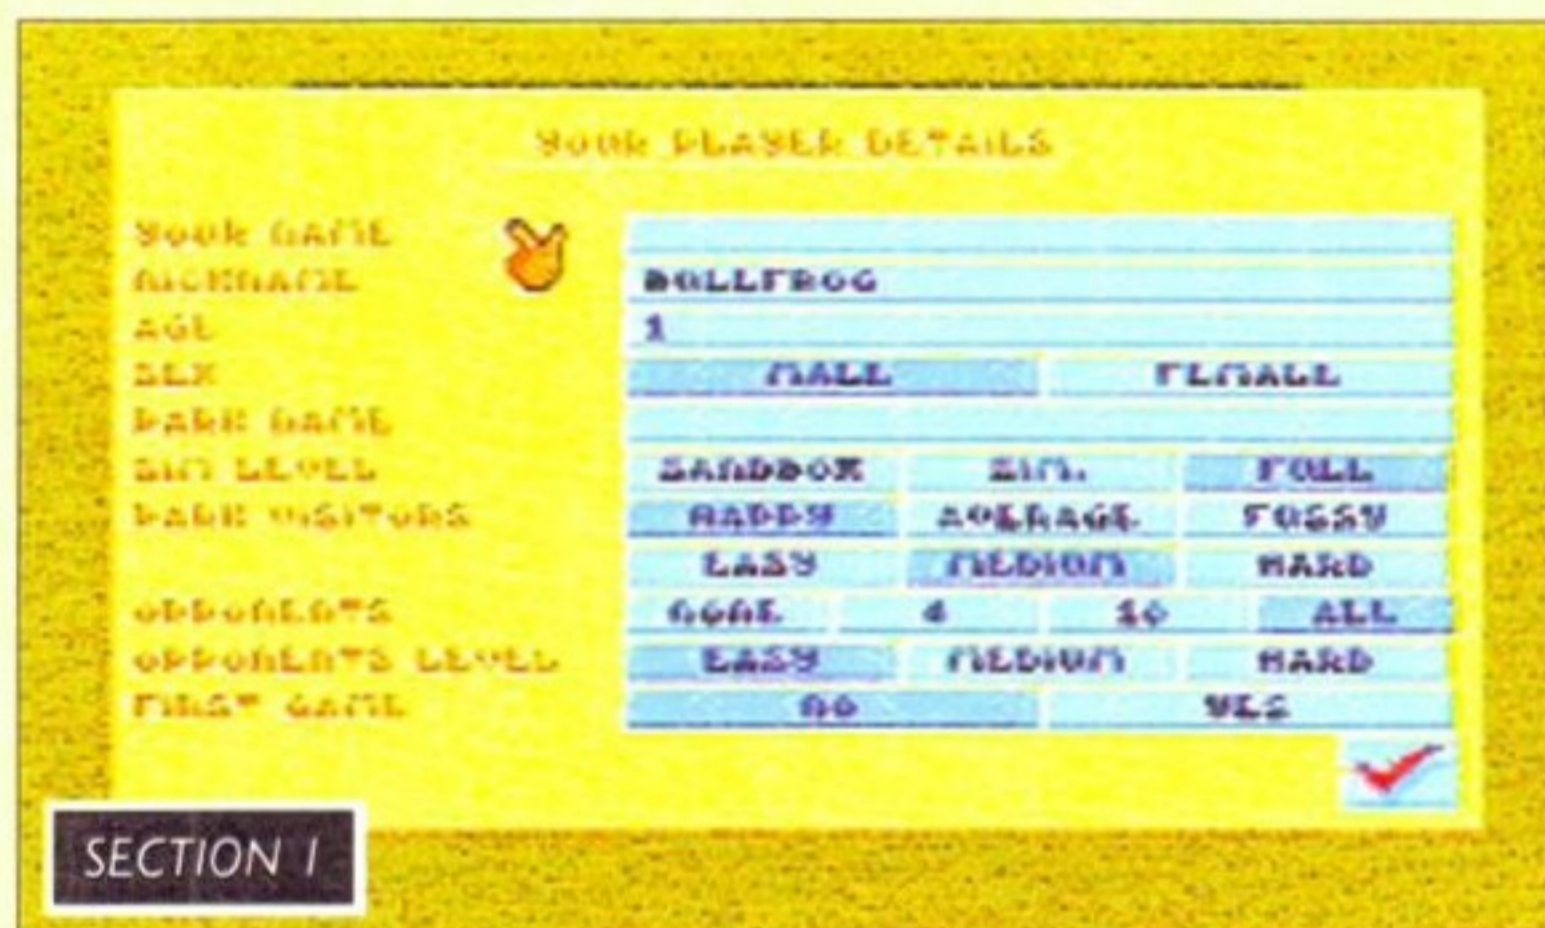 YOUR PLAYER DETAILS
YOUR NAME
NICKNAME BULLFROG
AGE 1
SEX MALE FEMALE
PARK NAME
SIM LEVEL SANDBOX SIM. FULL
PARK VISITORS HAPPY AVERAGE FUSSY
EASY MEDIUM HARD
OPPONENTS NONE 4 10 ALL
OPPONENTS LEVEL EASY MEDIUM HARD
FIRST GAME NO YES
SECTION 1